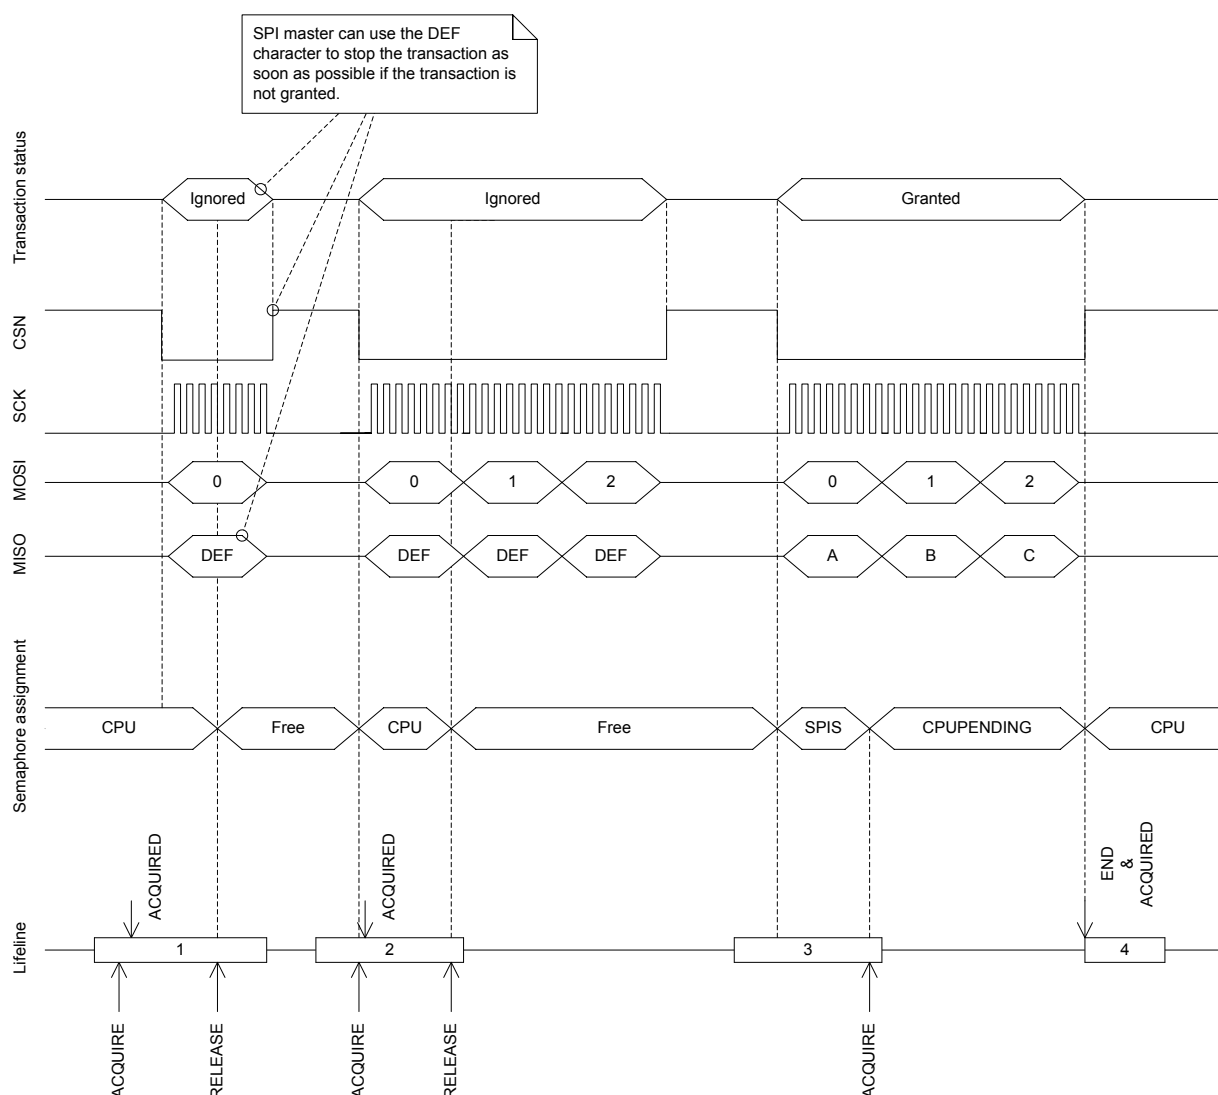 SPI master can use the DEF
character to stop the transaction as
soon as possible if the transaction is
not granted.
Transaction status
Ignored
Ignored
Granted
CSN
SCK
MOSI
0
0
1
2
0
1
2
MISO
DEF
DEF
DEF
DEF
A
B
C
Semaphore assignment
CPU
Free
CPU
Free
SPIS
CPUPENDING
CPU
ACQUIRED
ACQUIRED
END
&
ACQUIRED
Lifeline
1
2
3
4
ACQUIRE
RELEASE
ACQUIRE
RELEASE
ACQUIRE